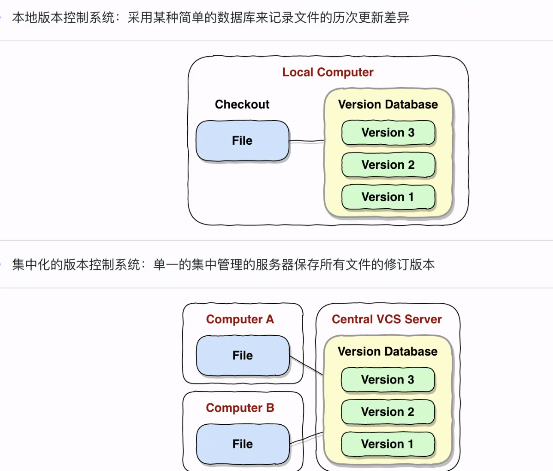 本地版本控制系统：采用某种简单的数据库来记录文件的历次更新差异
Local Computer
Checkout
Version Database
File
Version 3
Version 2
Version 1
集中化的版本控制系统：单一的集中管理的服务器保存所有文件的修订版本
Computer A
Central VCS Server
File
Version Database
Version 3
Computer B
Version 2
File
Version 1